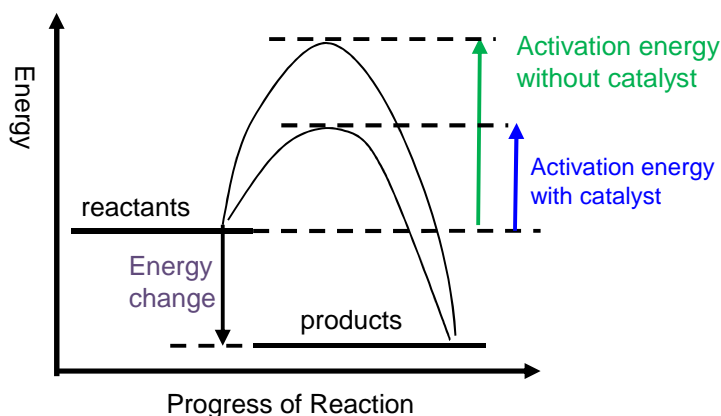 Energy
Activation energy
without catalyst
Activation energy
with catalyst
reactants
Energy
change
products
Progress of Reaction